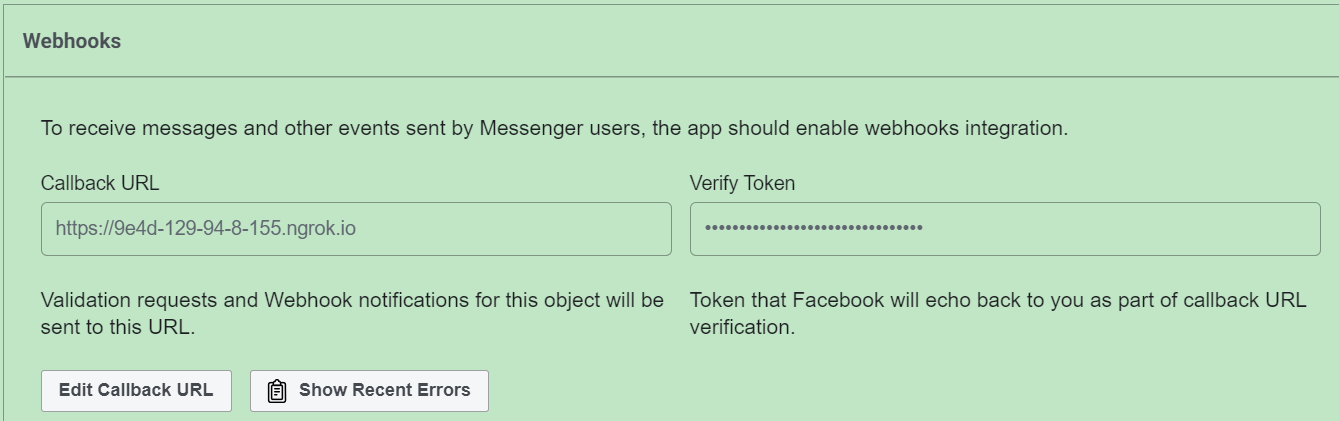 Webhooks
To receive messages and other events sent by Messenger users, the app should enable webhooks integration.
Callback URL
https://9e4d-129-94-8-155.ngrok.io
Validation requests and Webhook notifications for this object will be
sent to this URL.
Verify Token
••••••••••••••••••••••••••••••••
Token that Facebook will echo back to you as part of callback URL
verification.
Edit Callback URL
Show Recent Errors